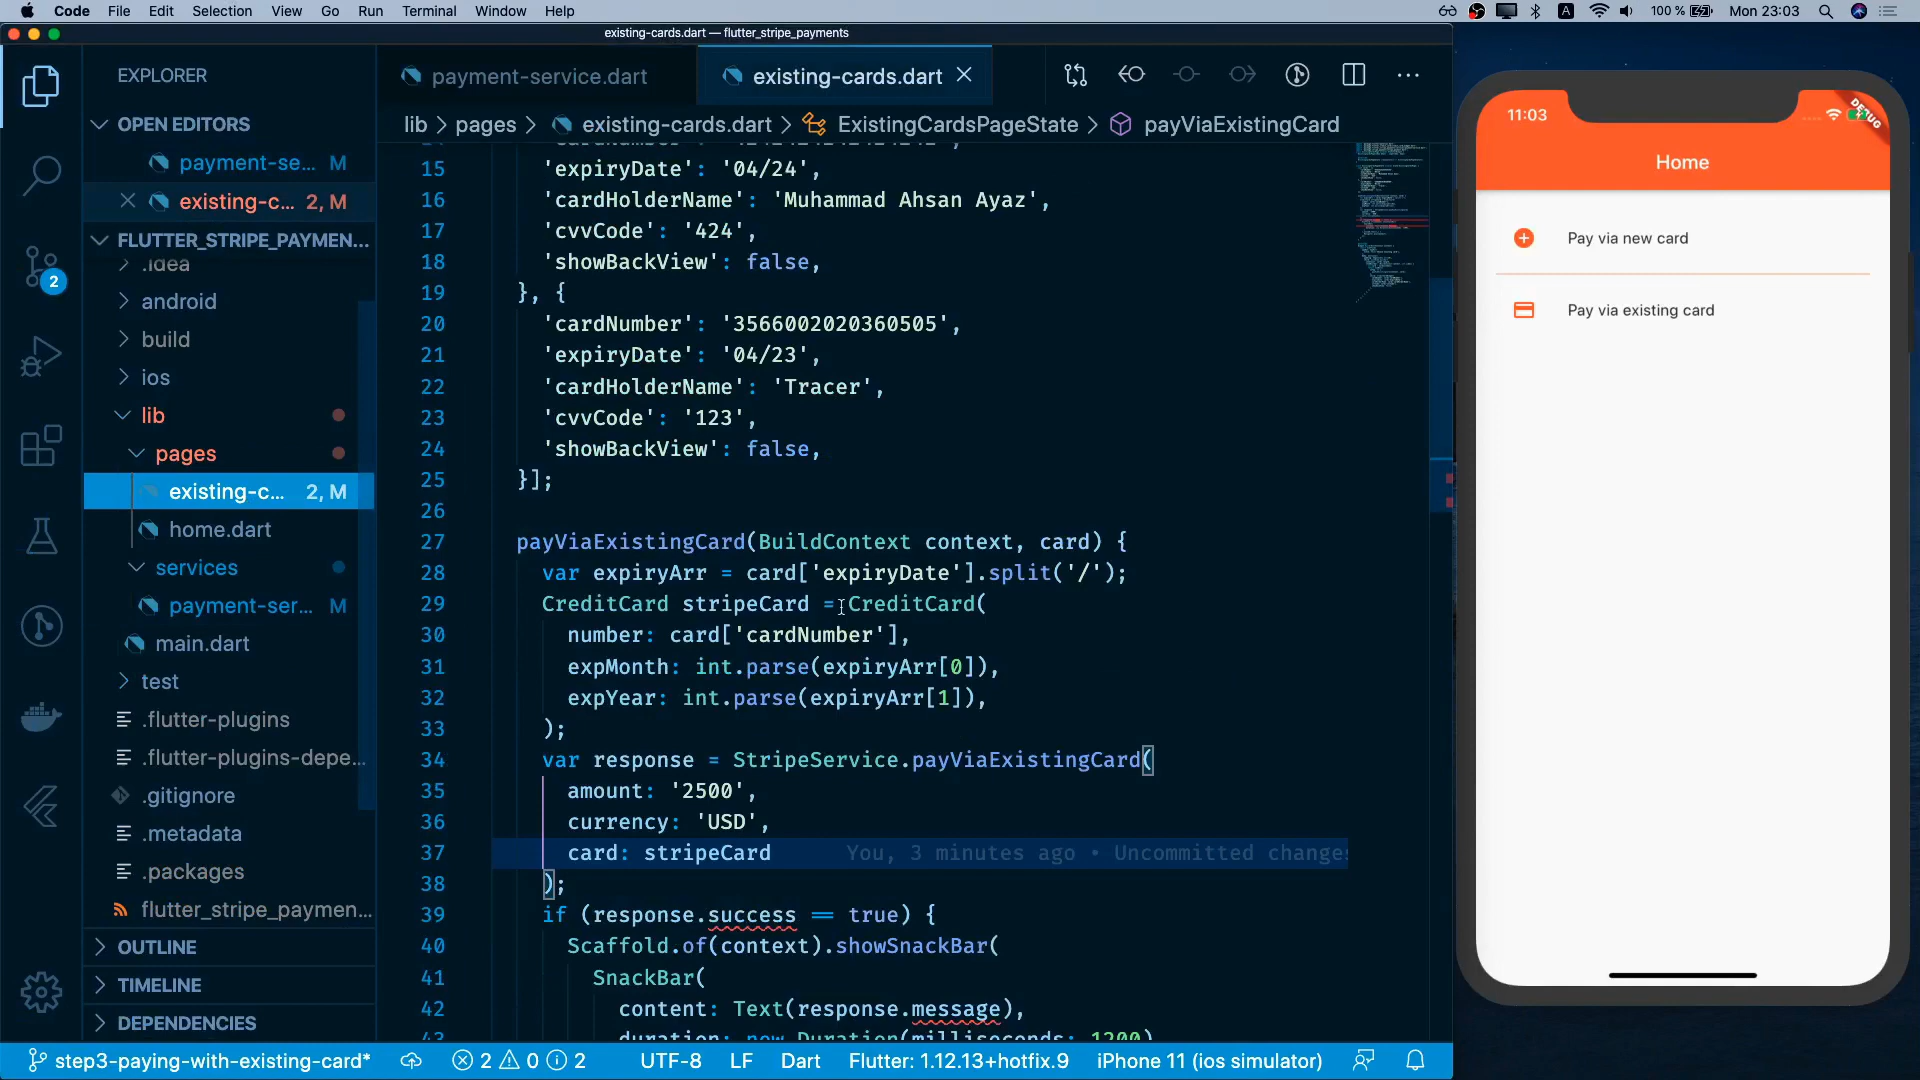 Code File Edit Selection View Go Run Terminal Window Help
A 100 % Mon 23:03
existing-cards.dart — flutter_stripe_payments
EXPLORER
OPEN EDITORS
payment-se... M
existing-c... 2, M
FLUTTER_STRIPE_PAYMEN...
.idea
android
build
ios
lib
pages
existing-c... 2, M
home.dart
services
payment-ser... M
main.dart
test
.flutter-plugins
.flutter-plugins-depe...
.gitignore
.metadata
.packages
flutter_stripe_paymen...
OUTLINE
TIMELINE
DEPENDENCIES
2
payment-service.dart
existing-cards.dart
lib > pages > existing-cards.dart > ExistingCardsPageState > payViaExistingCard
15 'expiryDate': '04/24',
16 'cardHolderName': 'Muhammad Ahsan Ayaz',
17 'cvvCode': '424',
18 'showBackView': false,
19 }, {
20 'cardNumber': '3566002020360505',
21 'expiryDate': '04/23',
22 'cardHolderName': 'Tracer',
23 'cvvCode': '123',
24 'showBackView': false,
25 }];
26
27 payViaExistingCard(BuildContext context, card) {
28 var expiryArr = card['expiryDate'].split('/');
29 CreditCard stripeCard = CreditCard(
30 number: card['cardNumber'],
31 expMonth: int.parse(expiryArr[0]),
32 expYear: int.parse(expiryArr[1]),
33 );
34 var response = StripeService.payViaExistingCard(
35 amount: '2500',
36 currency: 'USD',
37 card: stripeCard You, 3 minutes ago • Uncommitted changes
38 );
39 if (response.success == true) {
40 Scaffold.of(context).showSnackBar(
41 SnackBar(
42 content: Text(response.message),
43 duration: new Duration(milliseconds: 1200)
step3-paying-with-existing-card* 2 0 2 UTF-8 LF Dart Flutter: 1.12.13+hotfix.9 iPhone 11 (ios simulator)
11:03
DEBUG
Home
Pay via new card
Pay via existing card